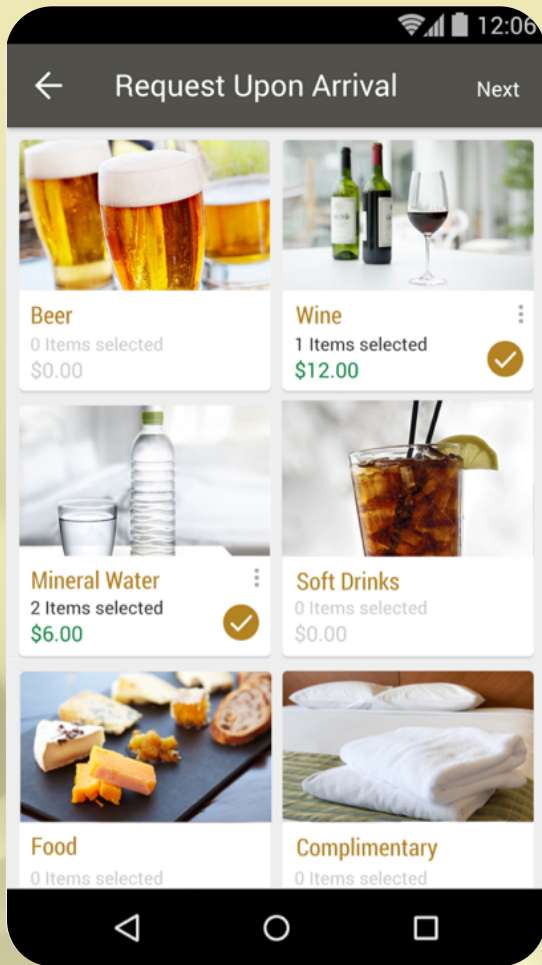 12:06
Request Upon Arrival
Next
Beer
0 Items selected
$0.00
Wine
1 Items selected
$12.00
Mineral Water
2 Items selected
$6.00
Soft Drinks
0 Items selected
$0.00
Food
0 Items selected
Complimentary
0 Items selected